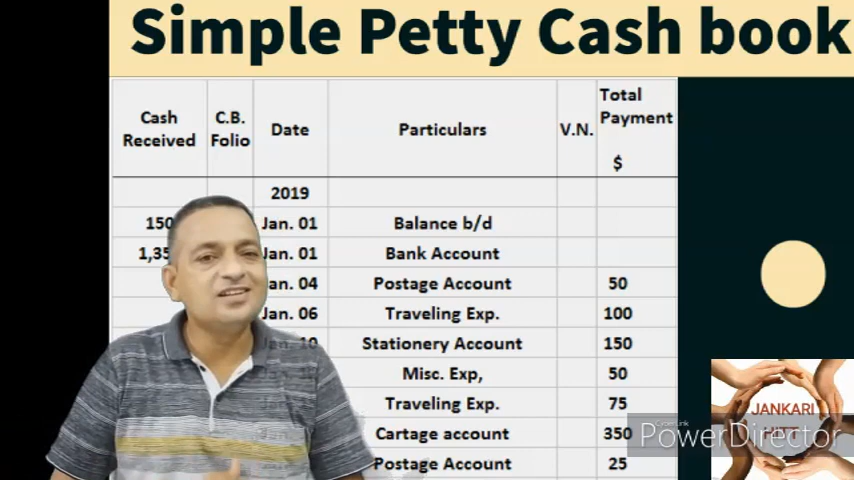 Simple Petty Cash book
Cash Received C.B. Folio Date Particulars V.N. Total Payment $
2019
150 Jan. 01 Balance b/d
Jan. 01 Bank Account
Jan. 04 Postage Account 50
Jan. 06 Traveling Exp. 100
Stationery Account 150
Misc. Exp, 50
Traveling Exp. 75
Cartage account 350
Postage Account 25
JANKARI
CyberLink
PowerDirector